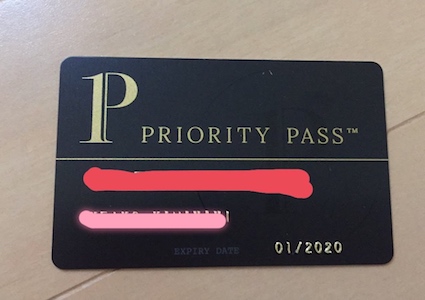 PRIORITY PASS™
EXPIRY DATE 01/2020